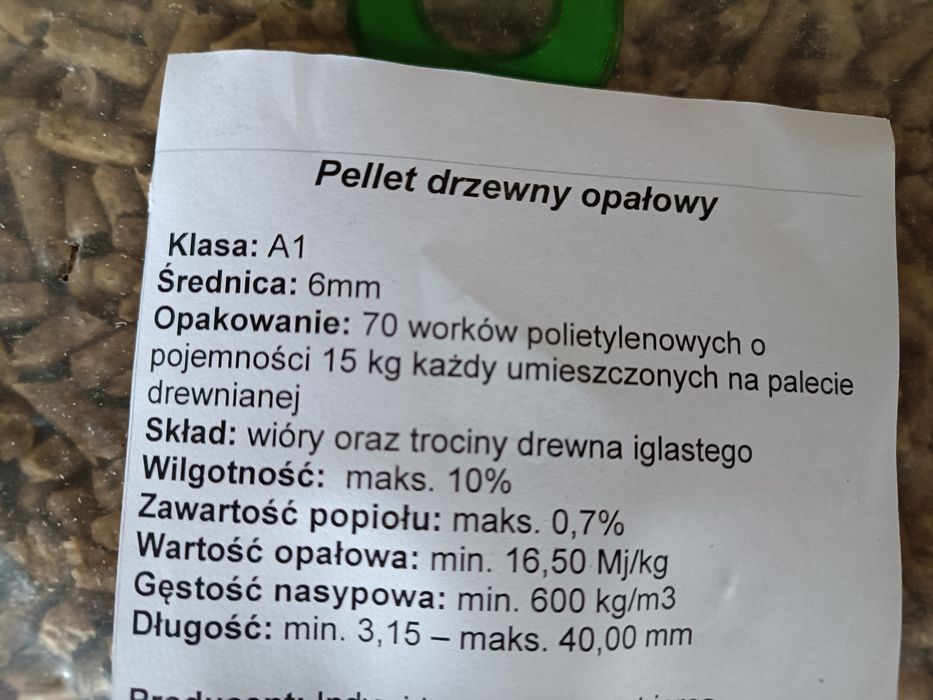 Pellet drzewny opałowy
Klasa: A1
Średnica: 6mm
Opakowanie: 70 worków polietylenowych o
pojemności 15 kg każdy umieszczonych na palecie
drewnianej
Skład: wióry oraz trociny drewna iglastego
Wilgotność: maks. 10%
Zawartość popiołu: maks. 0,7%
Wartość opałowa: min. 16,50 Mj/kg
Gęstość nasypowa: min. 600 kg/m3
Długość: min. 3,15 – maks. 40,00 mm
Producent: